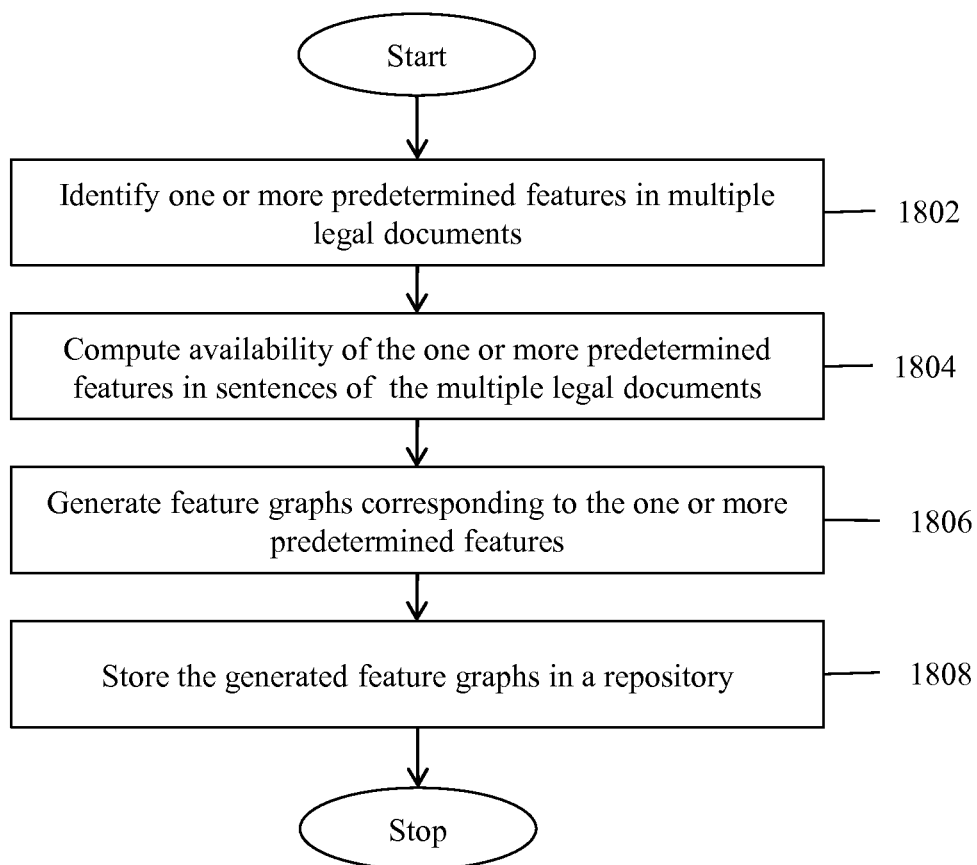 Start
Identify one or more predetermined features in multiple
legal documents
1802
Compute availability of the one or more predetermined
features in sentences of the multiple legal documents
1804
Generate feature graphs corresponding to the one or more
predetermined features
1806
Store the generated feature graphs in a repository
1808
Stop